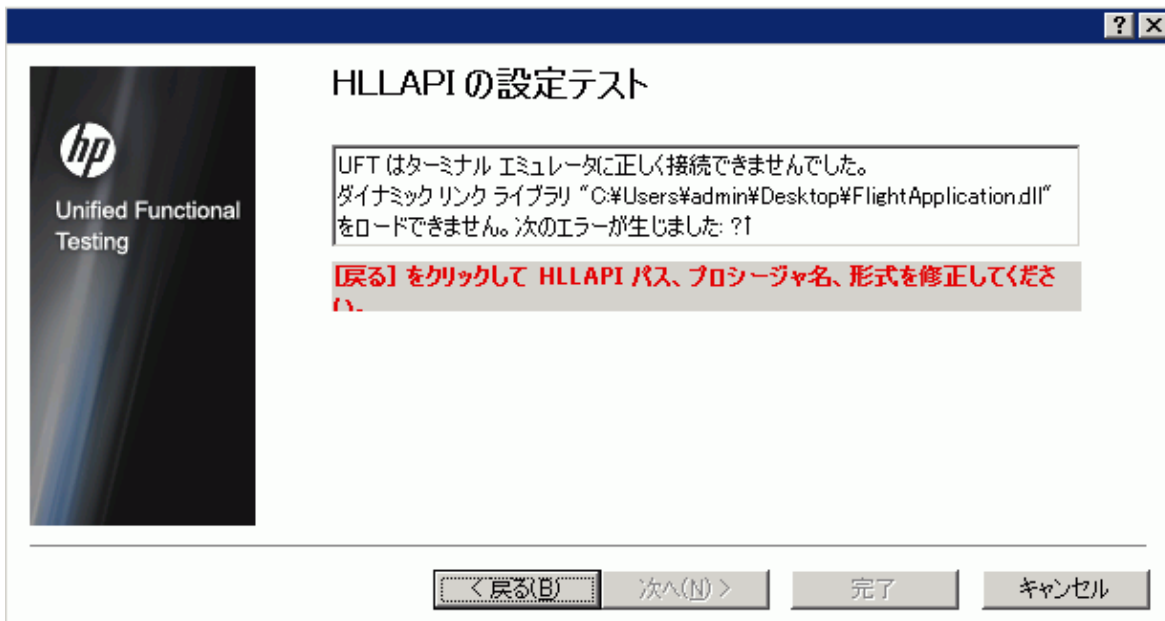 HLLAPI の設定テスト
hp
Unified Functional
Testing
UFT はターミナル エミュレータに正しく接続できませんでした。
ダイナミック リンク ライブラリ "C:¥Users¥admin¥Desktop¥FlightApplication.dll"
をロードできません。次のエラーが生じました: ?↑
[戻る] をクリックして HLLAPI パス、プロシージャ名、形式を修正してくださ
い。
< 戻る(B)
次へ(N) >
完了
キャンセル